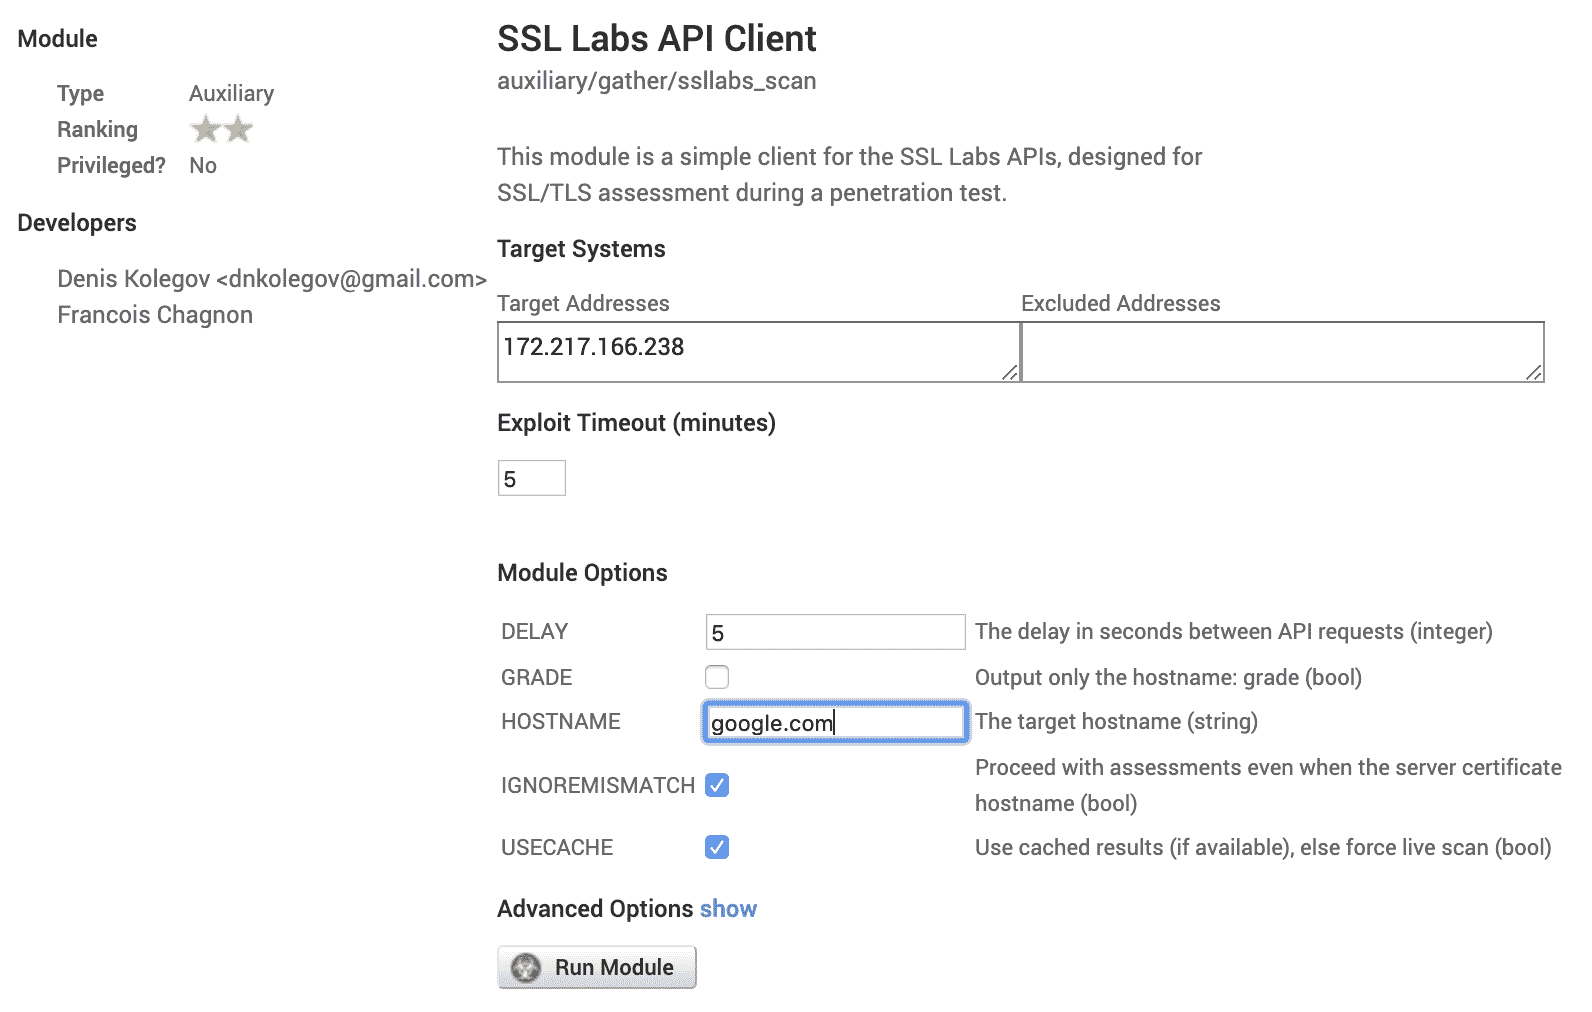 Module
Type Auxiliary
Ranking
Privileged? No
Developers
Denis Kolegov <dnkolegov@gmail.com>
Francois Chagnon
SSL Labs API Client
auxiliary/gather/ssllabs_scan
This module is a simple client for the SSL Labs APIs, designed for
SSL/TLS assessment during a penetration test.
Target Systems
Target Addresses Excluded Addresses
172.217.166.238
Exploit Timeout (minutes)
5
Module Options
DELAY 5 The delay in seconds between API requests (integer)
GRADE Output only the hostname: grade (bool)
HOSTNAME google.com The target hostname (string)
IGNOREMISMATCH Proceed with assessments even when the server certificate
hostname (bool)
USECACHE Use cached results (if available), else force live scan (bool)
Advanced Options show
Run Module